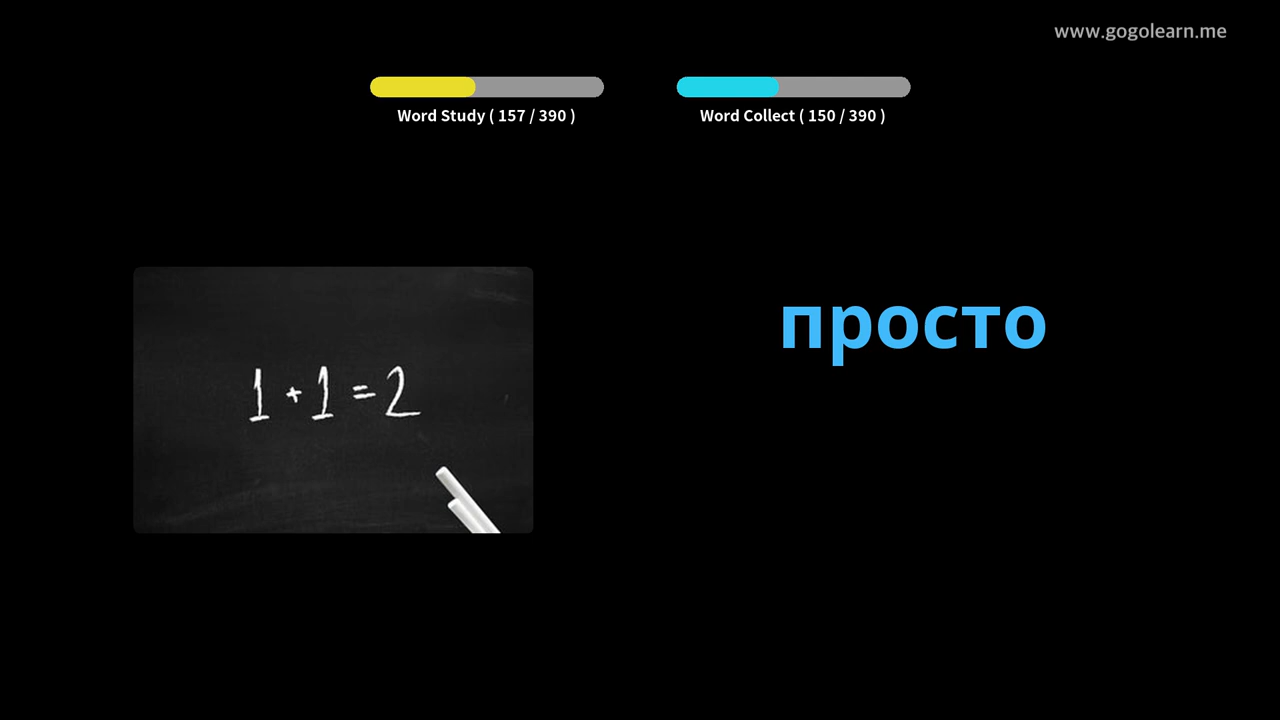 www.gogolearn.me
Word Study ( 157 / 390 )
Word Collect ( 150 / 390 )
1 + 1 = 2
просто